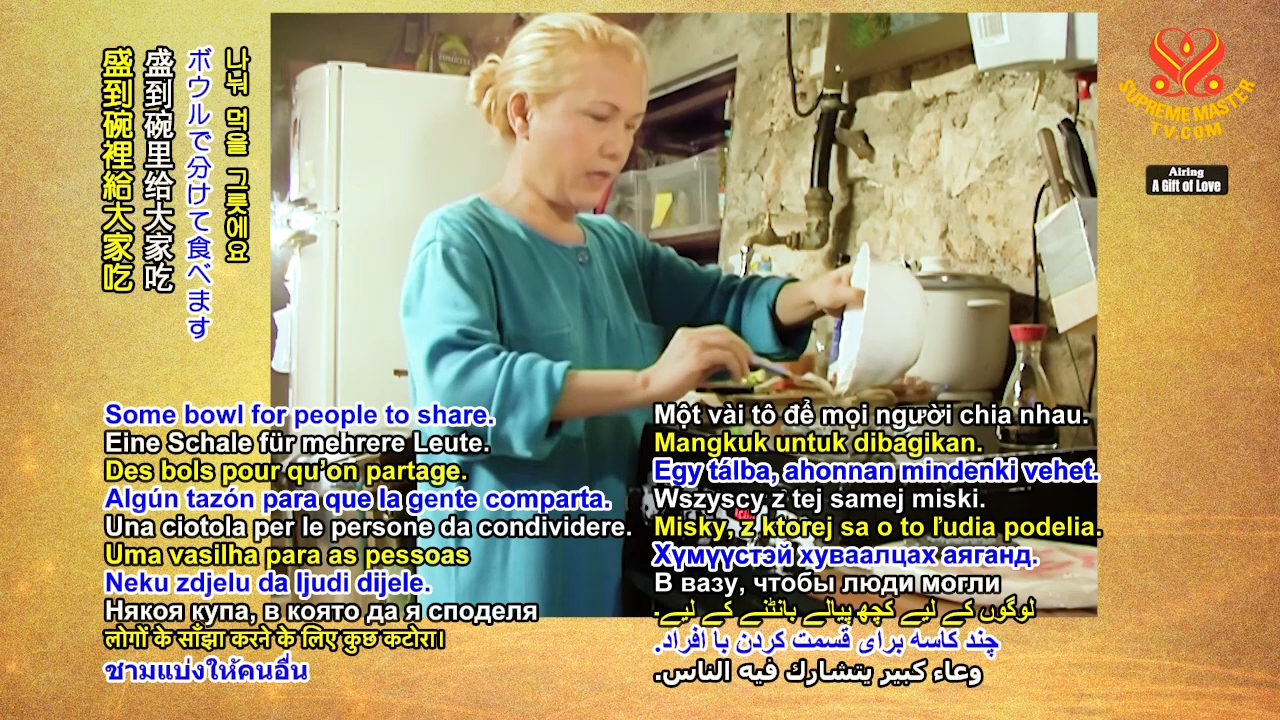 盛到碗裡給大家吃
盛到碗里给大家吃
ボウルで分けて食べます
나눠 먹을 그릇에요
SUPREME MASTER
TV.COM
Airing
A Gift of Love
Some bowl for people to share.
Eine Schale für mehrere Leute.
Des bols pour qu'on partage.
Algún tazón para que la gente comparta.
Una ciotola per le persone da condividere.
Uma vasilha para as pessoas
Neku zdjelu da ljudi dijele.
Някоя купа, в която да я споделя
लोगों के साँझा करने के लिए कुछ कटोरा।
ชามแบ่งให้คนอื่น
Một vài tô để mọi người chia nhau.
Mangkuk untuk dibagikan.
Egy tálba, ahonnan mindenki vehet.
Wszyscy z tej samej miski.
Misky, z ktorej sa o to ľudia podelia.
Хүмүүстэй хуваалцах аяганд.
В вазу, чтобы люди могли
لوگوں کے لیے کچھ پیالے بانٹنے کے لیے.
چند کاسه برای قسمت کردن با افراد.
وعاء كبير يتشارك فيه الناس.